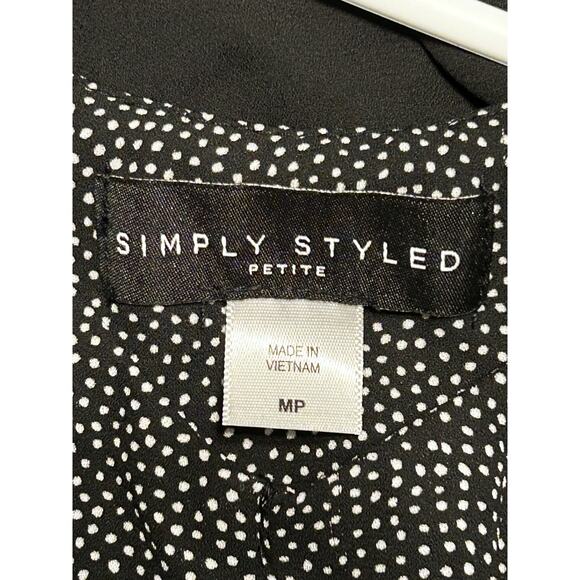 SIMPLY STYLED
PETITE
MADE IN
VIETNAM
MP